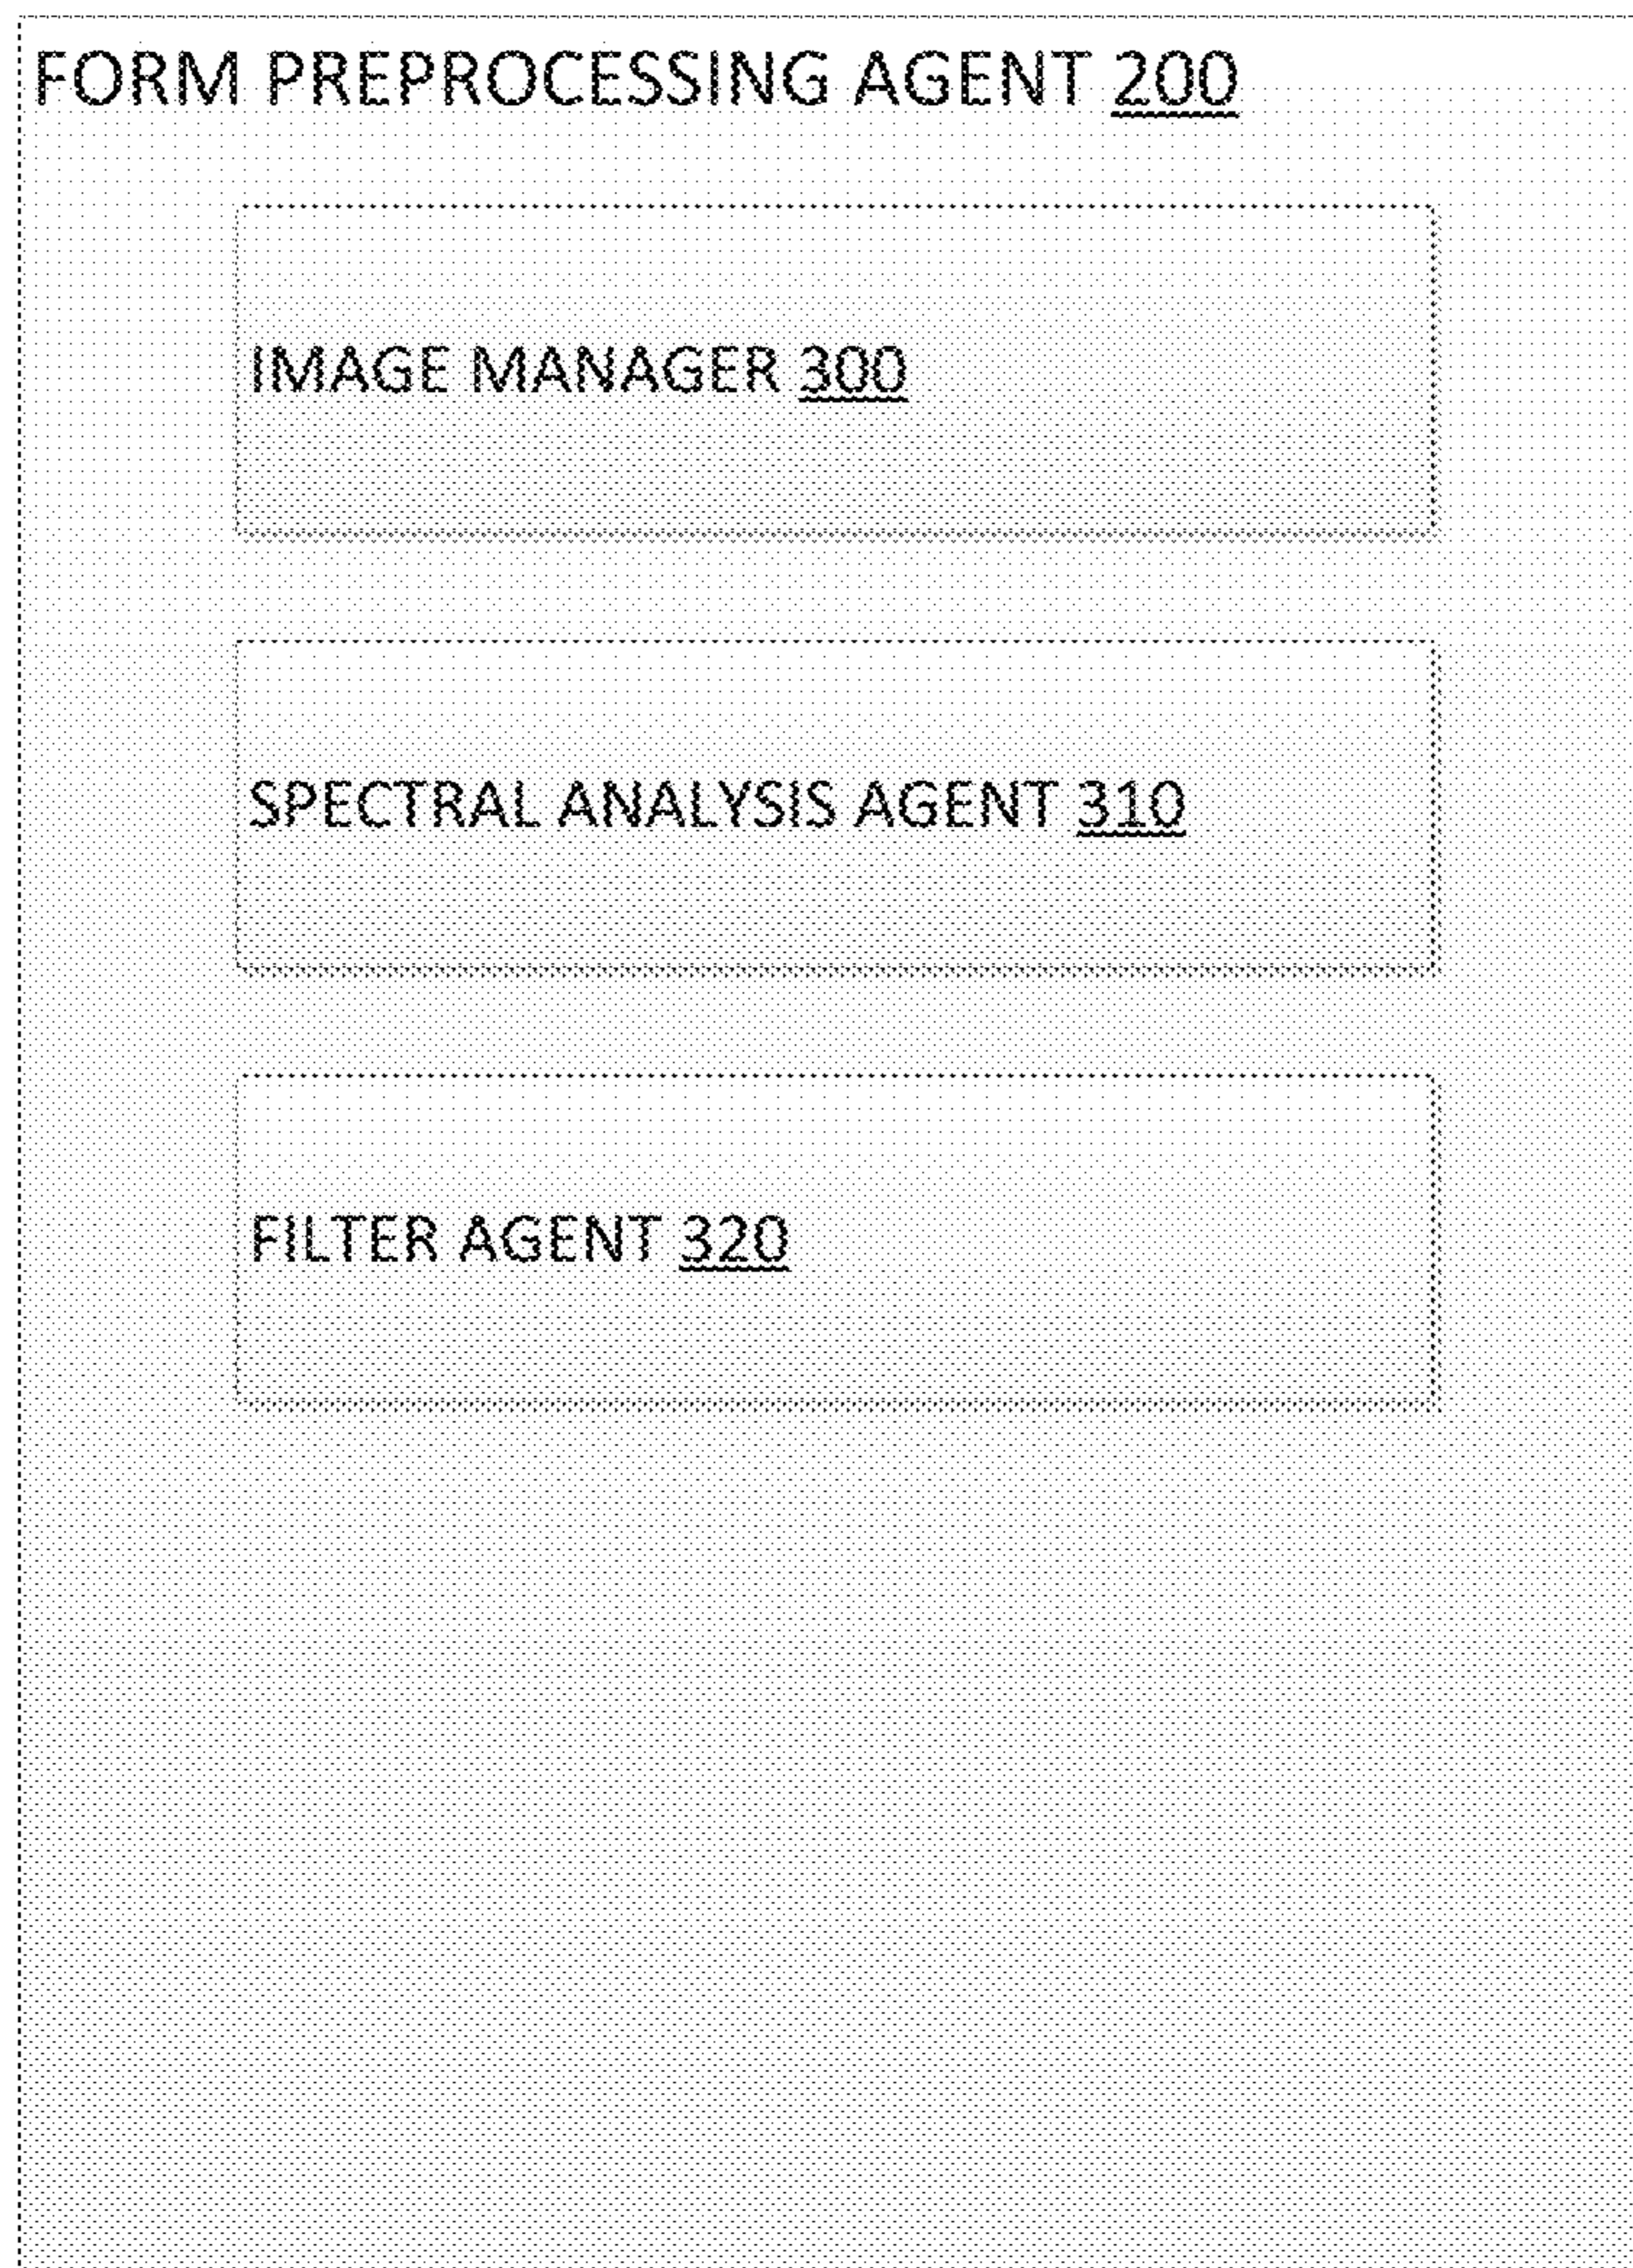 FORM PREPROCESSING AGENT 200
IMAGE MANAGER 300
SPECTRAL ANALYSIS AGENT 310
FILTER AGENT 320